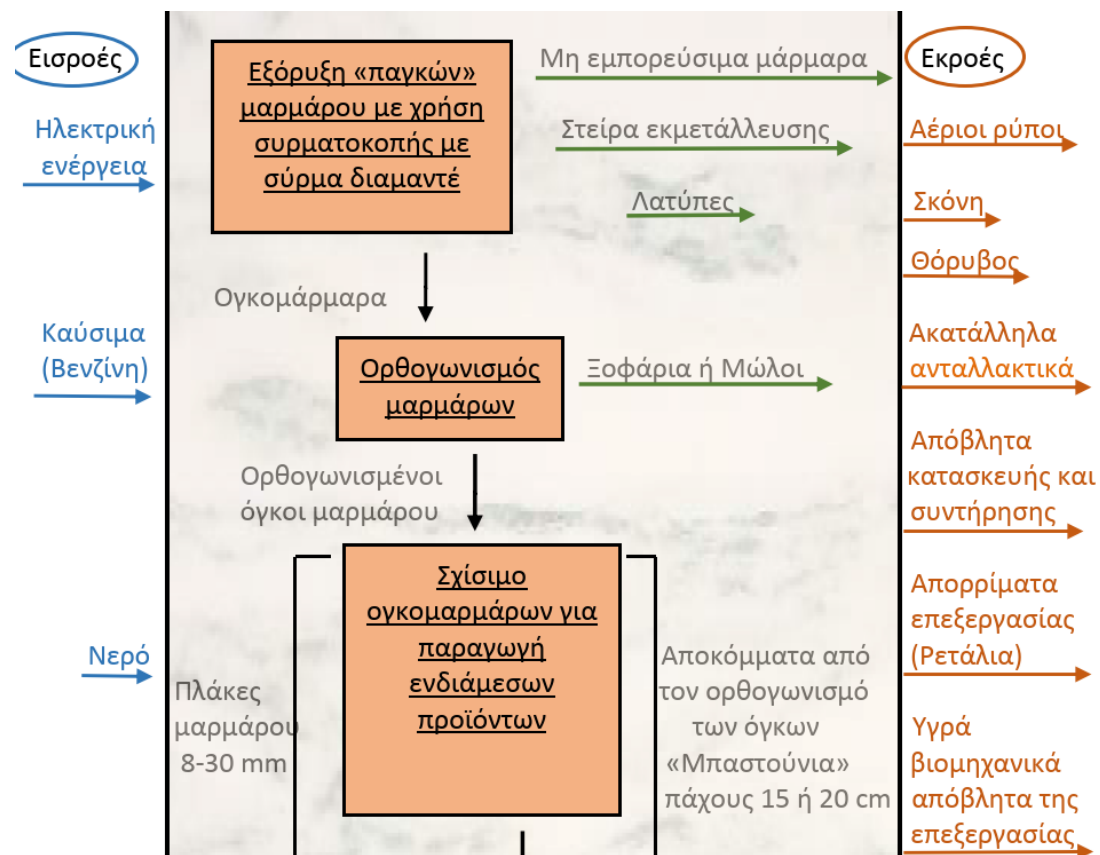 Εισροές
Ηλεκτρική
ενέργεια
Καύσιμα
(Βενζίνη)
Νερό
Εξόρυξη «παγκών»
μαρμάρου με χρήση
συρματοκοπής με
σύρμα διαμαντέ
Μη εμπορεύσιμα μάρμαρα
Στείρα εκμετάλλευσης
Λατύπες
Ογκομάρμαρα
Ορθογωνισμός
μαρμάρων
Ξοφάρια ή Μώλοι
Ορθογωνισμένοι
όγκοι μαρμάρου
Σχίσιμο
ογκομαρμάρων για
παραγωγή
ενδιάμεσων
προϊόντων
Πλάκες
μαρμάρου
8-30 mm
Αποκόμματα από
τον ορθογωνισμό
των όγκων
«Μπαστούνια»
πάχους 15 ή 20 cm
Εκροές
Αέριοι ρύποι
Σκόνη
Θόρυβος
Ακατάλληλα
ανταλλακτικά
Απόβλητα
κατασκευής και
συντήρησης
Απορρίματα
επεξεργασίας
(Ρετάλια)
Υγρά
βιομηχανικά
απόβλητα της
επεξεργασίας